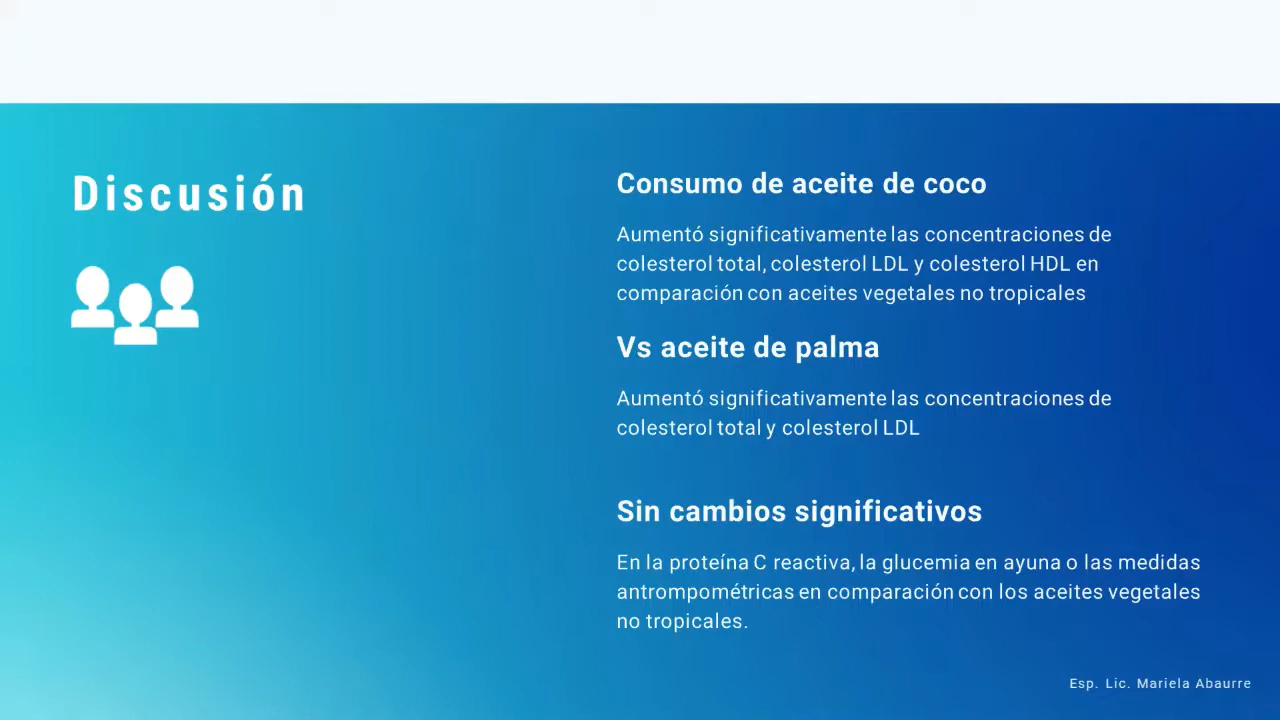 Discusión
Consumo de aceite de coco
Aumentó significativamente las concentraciones de
colesterol total, colesterol LDL y colesterol HDL en
comparación con aceites vegetales no tropicales
Vs aceite de palma
Aumentó significativamente las concentraciones de
colesterol total y colesterol LDL
Sin cambios significativos
En la proteína C reactiva, la glucemia en ayuna o las medidas
antrompométricas en comparación con los aceites vegetales
no tropicales.
Esp. Lic. Mariela Abaurre